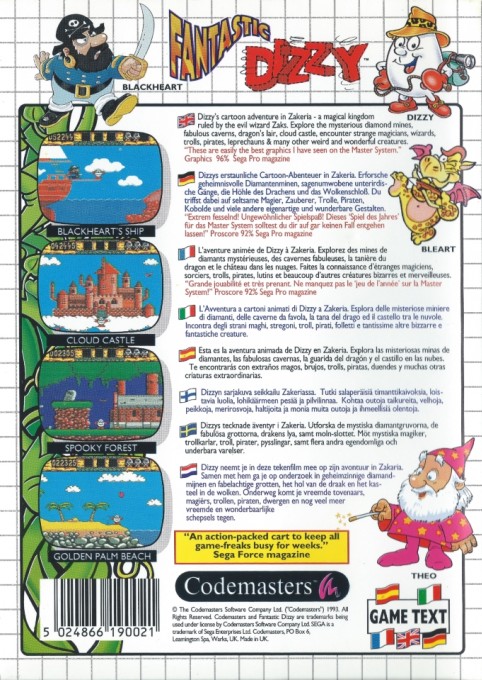 FANTASTIC
DIZZY
BLACKHEART
DIZZY
Dizzy's cartoon adventure in Zakeria - a magical kingdom
ruled by the evil wizard Zaks. Explore the mysterious diamond mines,
fabulous caverns, dragon's lair, cloud castle, encounter strange magicians, wizards,
trolls, pirates, leprechauns & many other weird and wonderful creatures.
"These are easily the best graphics I have seen on the Master System."
Graphics 96% Sega Pro magazine
Dizzys erstaunliche Cartoon-Abenteuer in Zakeria. Erforsche
geheimnisvolle Diamantenminen, sagenumwobene unterirdis-
che Gänge, die Höhle des Drachens und das Wolkenschloß. Du
triffst dabei auf seltsame Magier, Zauberer, Trolle, Piraten,
Kobolde und viele andere eigenartige und wunderbare Gestalten.
"Extrem fesselnd! Ungewöhnlicher Spielspaß! Dieses 'Spiel des Jahres'
für das Master System solltest du dir auf gar keinen Fall entgehen
lassen!" Proscore 92% Sega Pro magazine
BLEART
L'aventure animée de Dizzy à Zakeria. Explorez des mines de
diamants mystérieuses, des cavernes fabuleuses, la tanière du
dragon et le château dans les nuages. Faites la connaissance d'étranges magiciens,
sorciers, trolls, pirates, lutins et beaucoup d'autres créatures bizarres et merveilleuses.
"Grande jouabilité et très prenant. Ne manquez pas le 'jeu de l'année' sur la Master
System!" Proscore 92% Sega Pro magazine
L'Avventura a cartoni animati di Dizzy a Zakeria. Esplora delle misteriose miniere
di diamanti, delle caverne da favola, la tana del drago ed il castello tra le nuvole.
Incontra degli strani maghi, stregoni, troll, pirati, folletti e tantissime altre bizzarre e
fantastiche creature.
Esta es la aventura animada de Dizzy en Zakeria. Explora las misteriosas minas de
diamantes, las fabulosas cavernas, la guarida del dragón y el castillo en las nubes.
Te encontrarás con extraños magos, brujos, trolls, piratas, duendes y muchas otras
criaturas extraordinarias.
Dizzyn sarjakuva seikkailu Zakeriassa. Tutki salaperäisiä timanttikaivoksia, lois-
tavia luolia, lohikäärmeen pesää ja pilvilinnaa. Kohtaa outoja taikureita, velhoja,
peikkoja, merirosvoja, haltijoita ja monia muita outoja ja ihmeellisiä olentoja.
Dizzys tecknade äventyr i Zakeria. Utforska de mystiska diamantgruvorna, de
fabulösa grottorna, drakens lya, samt moln-slottet. Möt mystiska magiker,
trollkarlar, troll, pirater, pysslingar, samt flera andra egendomliga och
underbara varelser.
Dizzy neemt je in deze tekenfilm mee op zijn avontuur in Zakaria.
Samen met hem ga je op onderzoek in geheimzinnige diamand-
mijnen en fabelachtige grotten, het hol van de draak en het kas-
teel in de wolken. Onderweg komt je vreemde tovenaars,
magiërs, trollen, piraten, dwergen en nog veel meer
vreemde en wonderbaarlijke
schepsels tegen.
BLACKHEART'S SHIP
CLOUD CASTLE
SPOOKY FOREST
GOLDEN PALM BEACH
"An action-packed cart to keep all
game-freaks busy for weeks."
Sega Force magazine
THEO
Codemasters™
© The Codemasters Software Company Ltd. ("Codemasters") 1993. All
Rights Reserved. Codemasters and Fantastic Dizzy are trademarks being
used under license by Codemasters Software Company Ltd. SEGA is a
trademark of Sega Enterprises Ltd. Codemasters, PO Box 6,
Leamington Spa, Warks, UK. Made in UK.
GAME TEXT
5 024866 190021